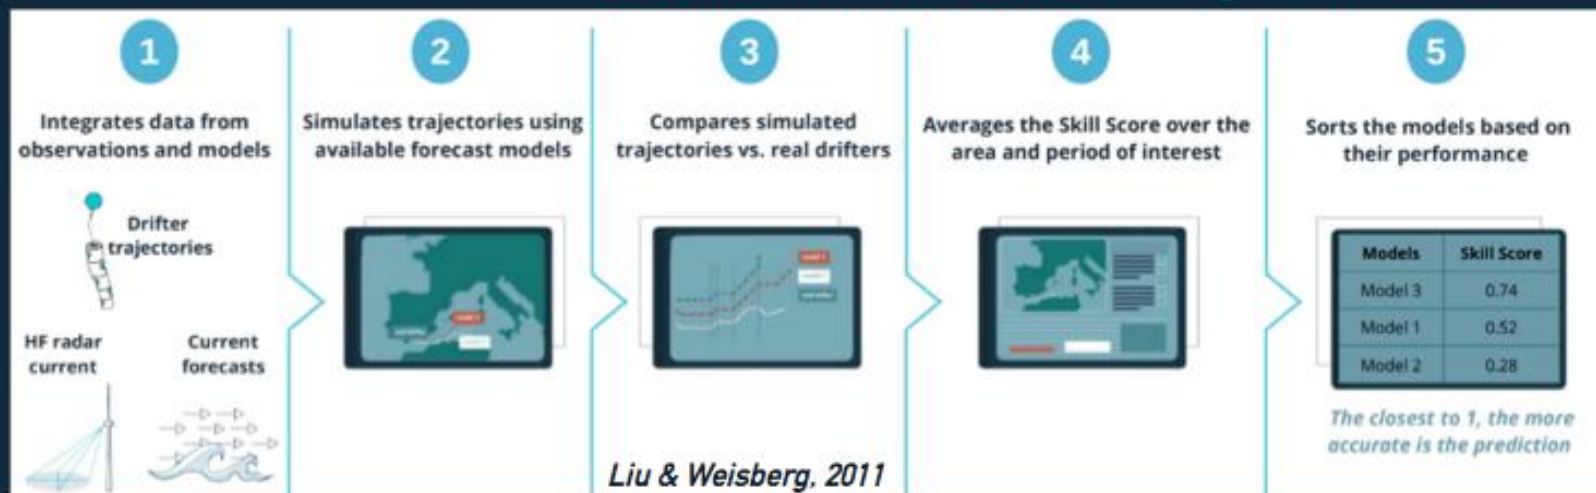 1
Integrates data from
observations and models
Drifter
trajectories
HF radar
current
Current
forecasts
2
Simulates trajectories using
available forecast models
3
Compares simulated
trajectories vs. real drifters
Liu & Weisberg, 2011
4
Averages the Skill Score over the
area and period of interest
5
Sorts the models based on
their performance
Models Skill Score
Model 3 0.74
Model 1 0.52
Model 2 0.28
The closest to 1, the more
accurate is the prediction